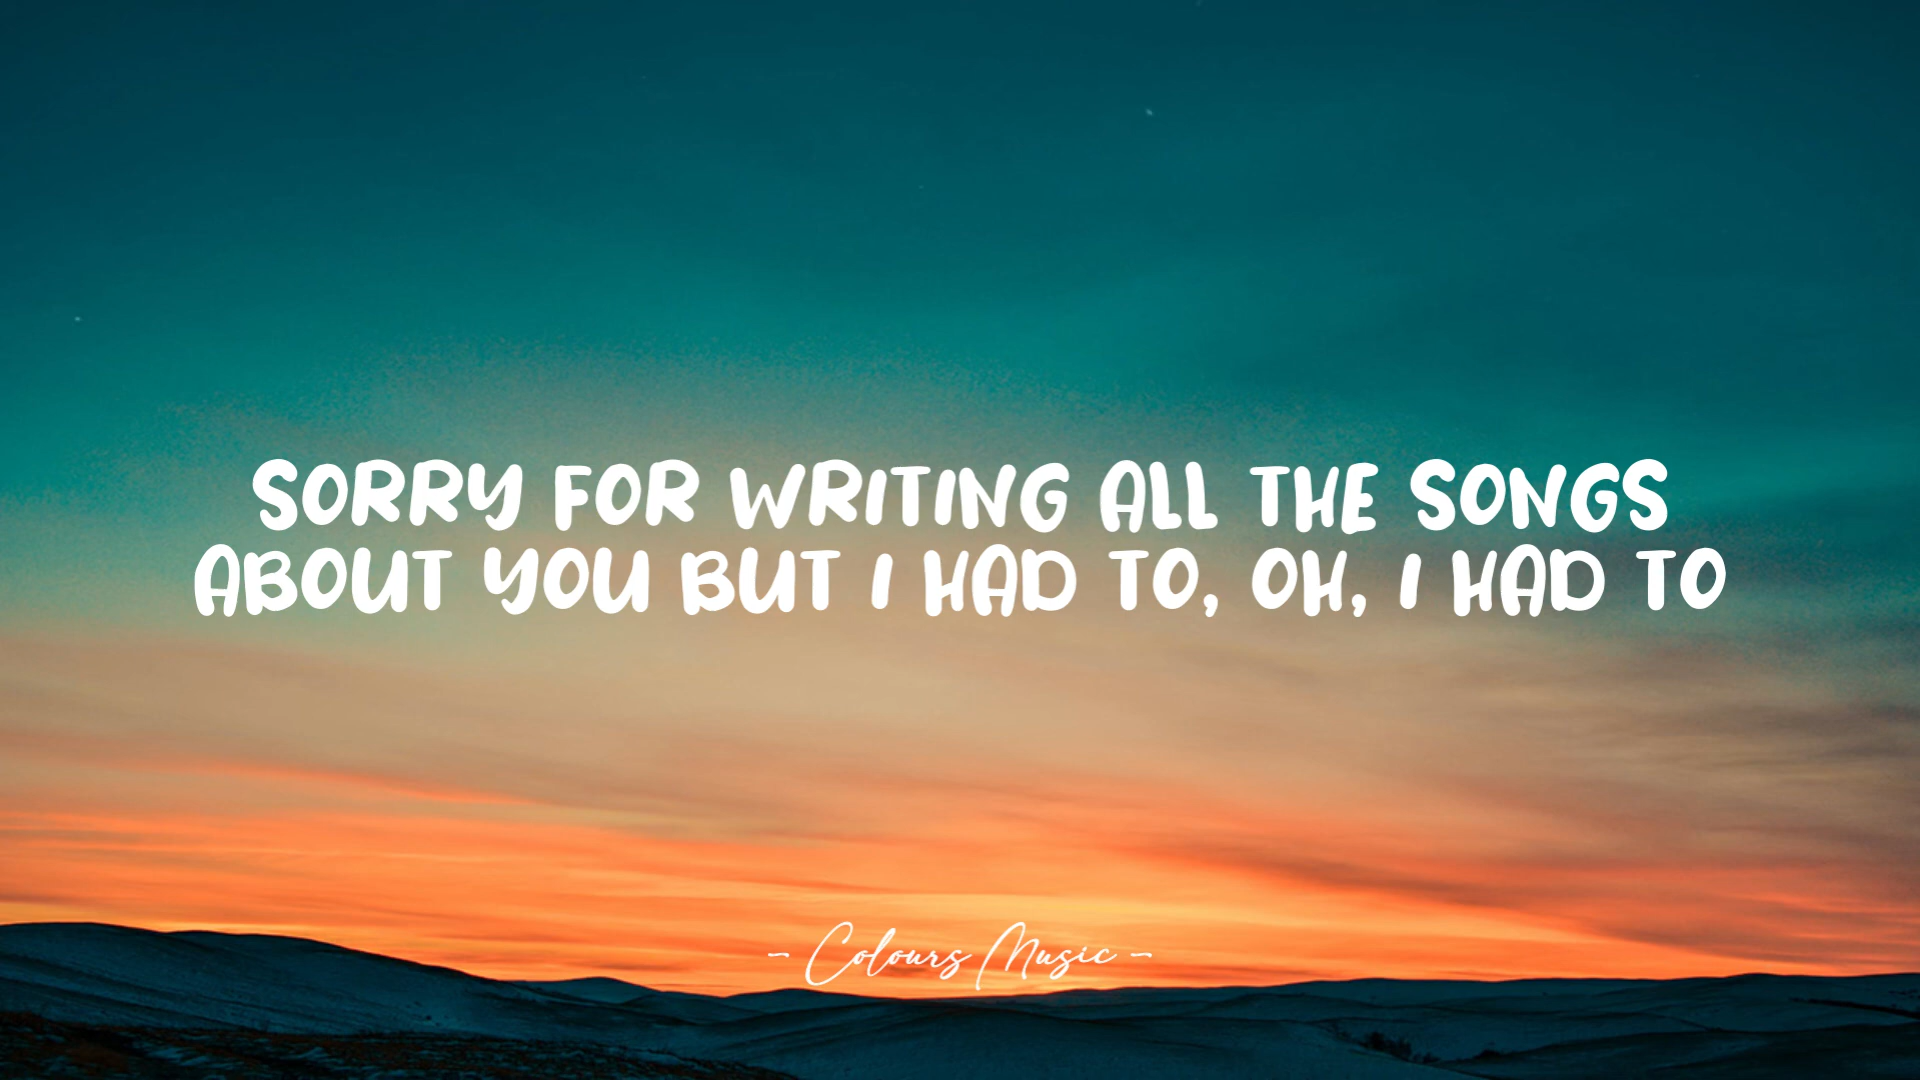 SORRY FOR WRITING ALL THE SONGS
ABOUT YOU BUT I HAD TO, OH, I HAD TO
- Colours Music -